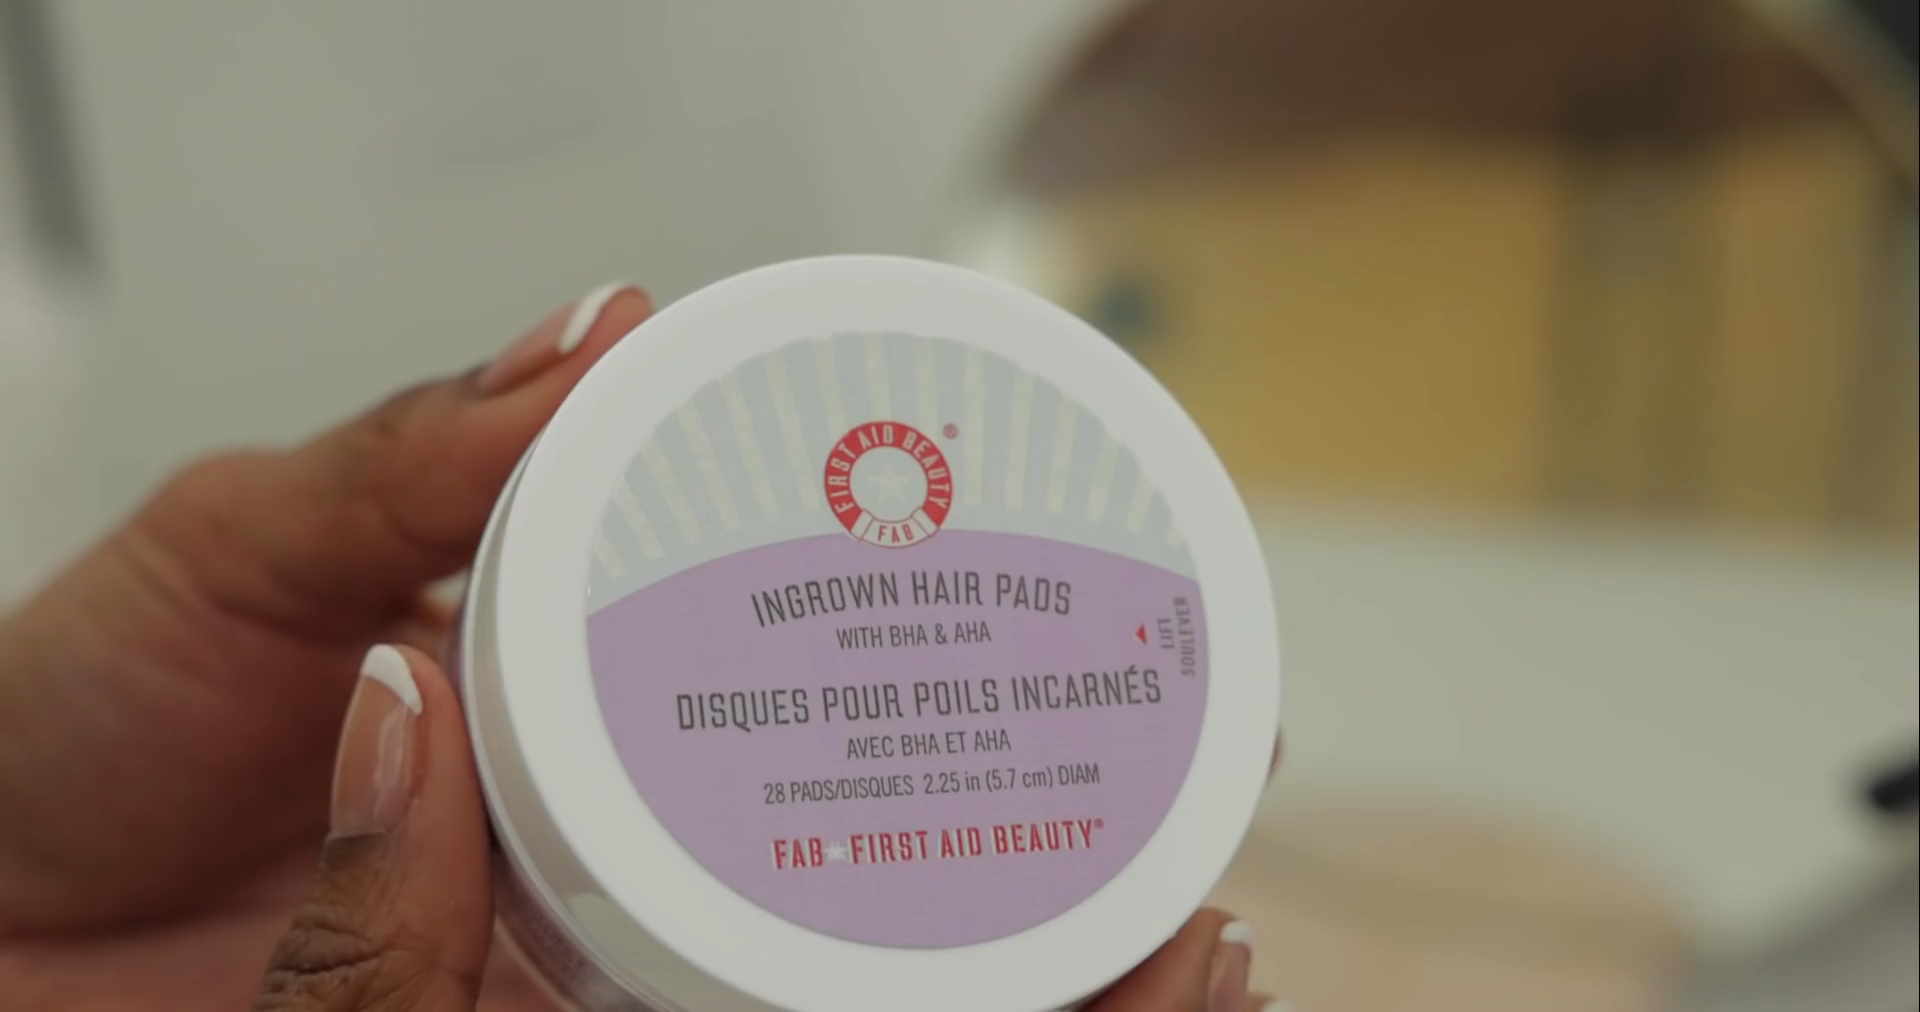 FIRST AID BEAUTY ®
FAB
INGROWN HAIR PADS
WITH BHA & AHA
LIFT
SOULEVER
DISQUES POUR POILS INCARNÉS
AVEC BHA ET AHA
28 PADS/DISQUES 2.25 in (5.7 cm) DIAM
FAB FIRST AID BEAUTY®